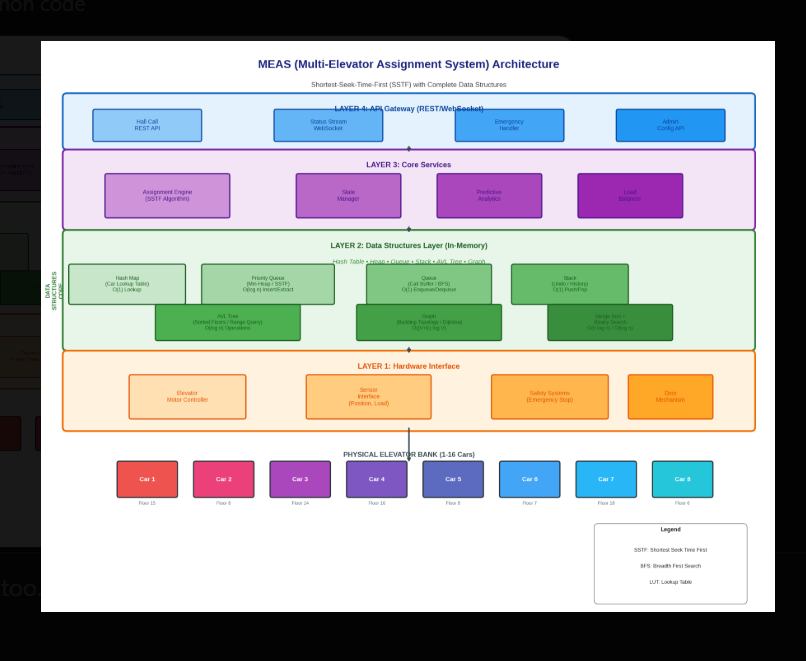 hon code
MEAS (Multi-Elevator Assignment System) Architecture
Shortest-Seek-Time-First (SSTF) with Complete Data Structures
LAYER 4: API Gateway (REST/WebSocket)
Hall Call
REST API
Status Stream
WebSocket
Emergency
Handler
Admin
Config API
LAYER 3: Core Services
Assignment Engine
(SSTF Algorithm)
State
Manager
Predictive
Analytics
Load
Balancer
LAYER 2: Data Structures Layer (In-Memory)
Hash Table • Heap • Queue • Stack • AVL Tree • Graph
DATA
STRUCTURES
CORE
Hash Map
(Car Lookup Table)
O(1) Lookup
Priority Queue
(Min-Heap / SSTF)
O(log n) Insert/Extract
Queue
(Call Buffer / BFS)
O(1) Enqueue/Dequeue
Stack
(Undo / History)
O(1) Push/Pop
AVL Tree
(Sorted Floors / Range Query)
O(log n) Operations
Graph
(Building Topology / Dijkstra)
Merge Sort +
Binary Search
LAYER 1: Hardware Interface
Elevator
Motor Controller
Sensor
Interface
(Position, Load)
Safety Systems
(Emergency Stop)
Door
Mechanism
PHYSICAL ELEVATOR BANK (1-16 Cars)
Car 1
Car 2
Car 3
Car 4
Car 5
Car 6
Car 7
Car 8
Floor 15
Floor 8
Floor 14
Floor 16
Floor 8
Floor 7
Floor 18
Floor 6
Legend
SSTF: Shortest Seek Time First
BFS: Breadth First Search
LUT: Lookup Table
too.